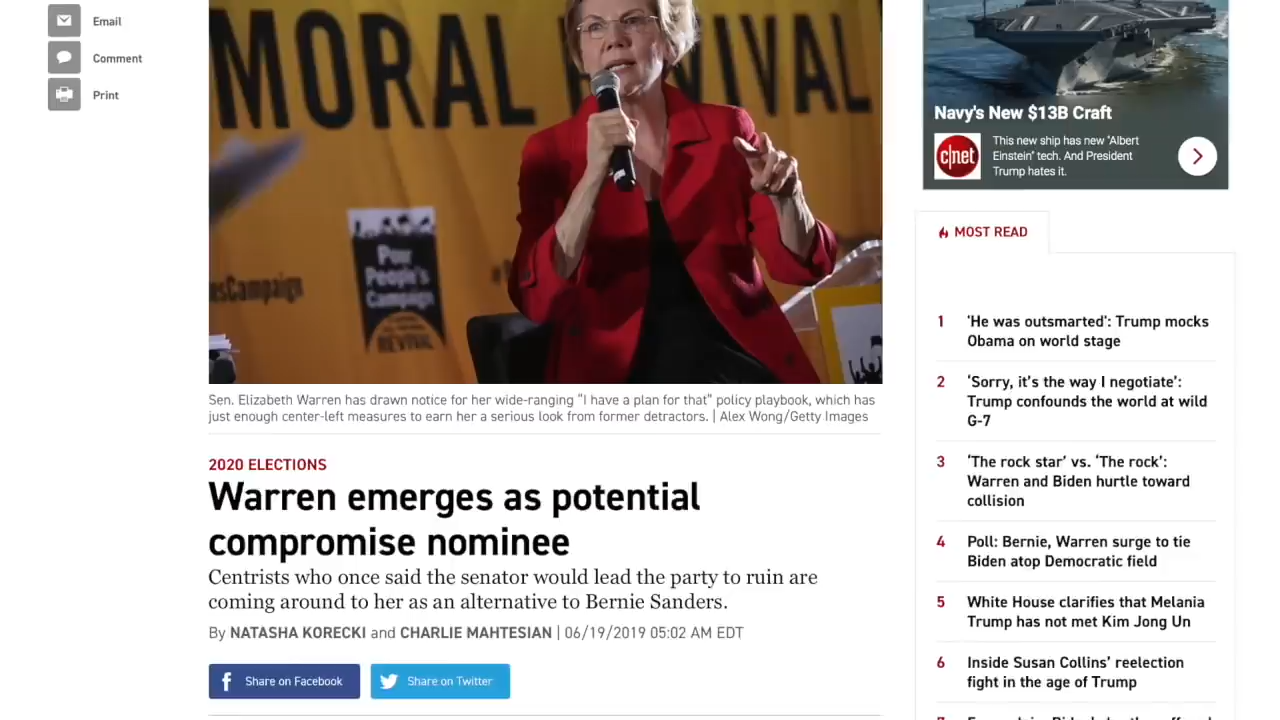 Email
Comment
Print
MORAL REVIVAL
Poor
People's
Campaign
REVIVAL
sCampaign
Sen. Elizabeth Warren has drawn notice for her wide-ranging “I have a plan for that” policy playbook, which has
just enough center-left measures to earn her a serious look from former detractors. | Alex Wong/Getty Images
2020 ELECTIONS
Warren emerges as potential
compromise nominee
Centrists who once said the senator would lead the party to ruin are
coming around to her as an alternative to Bernie Sanders.
By NATASHA KORECKI and CHARLIE MAHTESIAN | 06/19/2019 05:02 AM EDT
f Share on Facebook
Share on Twitter
Navy's New $13B Craft
c|net
This new ship has new "Albert
Einstein" tech. And President
Trump hates it.
MOST READ
1 'He was outsmarted': Trump mocks
Obama on world stage
2 ‘Sorry, it’s the way I negotiate’:
Trump confounds the world at wild
G-7
3 ‘The rock star’ vs. ‘The rock’:
Warren and Biden hurtle toward
collision
4 Poll: Bernie, Warren surge to tie
Biden atop Democratic field
5 White House clarifies that Melania
Trump has not met Kim Jong Un
6 Inside Susan Collins’ reelection
fight in the age of Trump